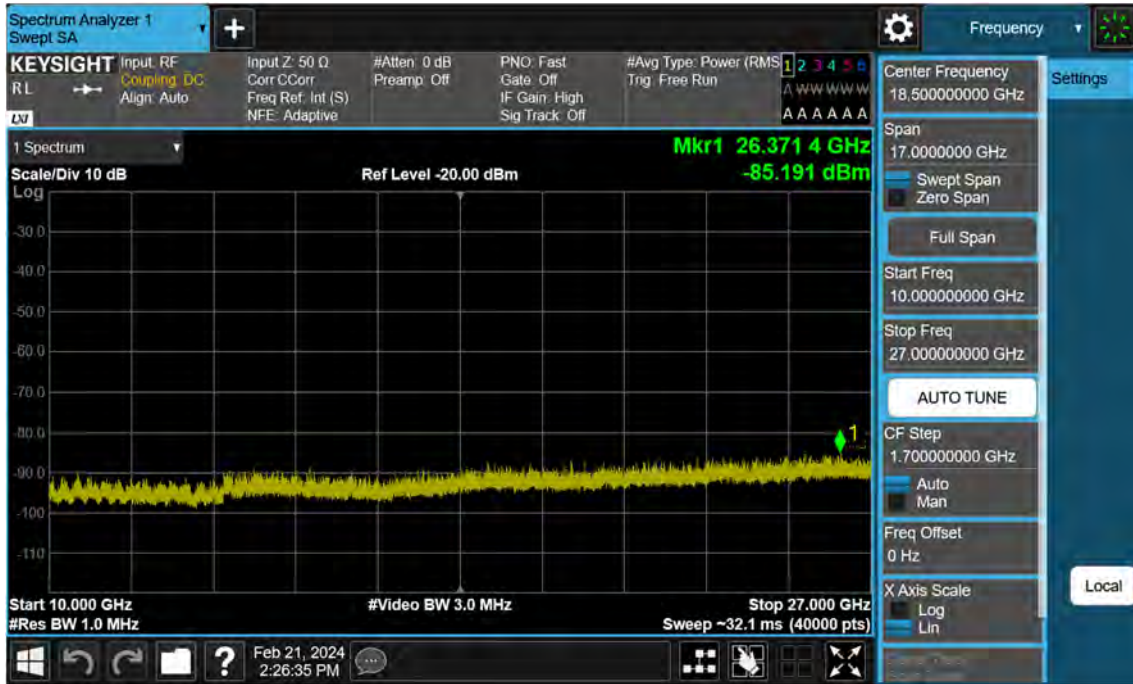 Spectrum Analyzer 1
Swept SA
Frequency
KEYSIGHT
RL
LXI
Input: RF
Coupling: DC
Align: Auto
Input Z: 50 Ω
Corr CCorr
Freq Ref: Int (S)
NFE: Adaptive
#Atten: 0 dB
Preamp: Off
PNO: Fast
Gate: Off
IF Gain: High
Sig Track: Off
#Avg Type: Power (RMS
Trig: Free Run
1 2 3 4 5 6
A W W W W W
A A A A A A
1 Spectrum
Scale/Div 10 dB
Ref Level -20.00 dBm
Mkr1 26.371 4 GHz
-85.191 dBm
Log
-30.0
-40.0
-50.0
-60.0
-70.0
-80.0
-90.0
-100
-110
1
Start 10.000 GHz
#Video BW 3.0 MHz
Stop 27.000 GHz
#Res BW 1.0 MHz
Sweep ~32.1 ms (40000 pts)
Feb 21, 2024
2:26:35 PM
Center Frequency
18.500000000 GHz
Span
17.0000000 GHz
Swept Span
Zero Span
Full Span
Start Freq
10.000000000 GHz
Stop Freq
27.000000000 GHz
AUTO TUNE
CF Step
1.700000000 GHz
Auto
Man
Freq Offset
0 Hz
X Axis Scale
Log
Lin
Settings
Local